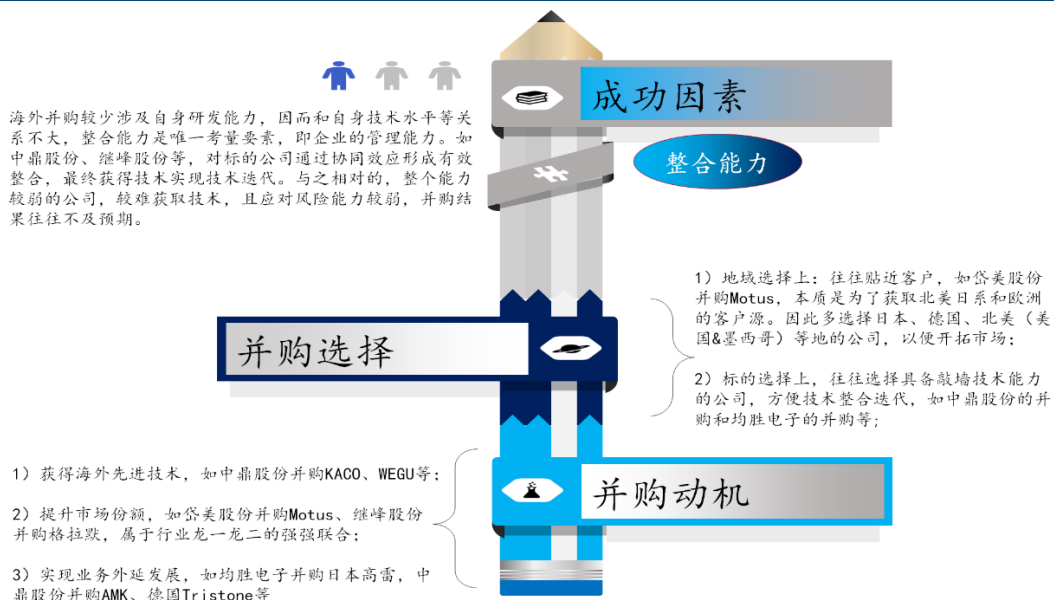 成功因素
整合能力
海外并购较少涉及自身研发能力，因而和自身技术水平等关
系不大，整合能力是唯一考量要素，即企业的管理能力。如
中鼎股份、继峰股份等，对标的公司通过协同效应形成有效
整合，最终获得技术实现技术迭代。与之相对的，整个能力
较弱的公司，较难获取技术，且应对风险能力较弱，并购结
果往往不及预期。
并购选择
1）地域选择上：往往贴近客户，如岱美股份
并购Motus，本质是为了获取北美日系和欧洲
的客户源。因此多选择日本、德国、北美（美
国&墨西哥）等地的公司，以便开拓市场；
2）标的选择上，往往选择具备敲墙技术能力
的公司，方便技术整合迭代，如中鼎股份的并
购和均胜电子的并购等；
并购动机
1）获得海外先进技术，如中鼎股份并购KACO、WEGU等；
2）提升市场份额，如岱美股份并购Motus、继峰股份
并购格拉默，属于行业龙一龙二的强强联合；
3）实现业务外延发展，如均胜电子并购日本高雷，中
鼎股份并购AMK、德国Tristone等